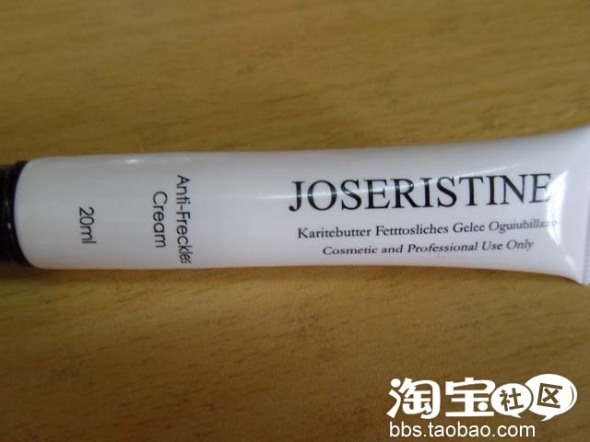 JOSERISTINE
Karitebutter Fetttosliches Gelee
Cosmetic and Professional Use Only
Anti-Freckles
Cream
20ml
淘宝社区
bbs.taobao.com